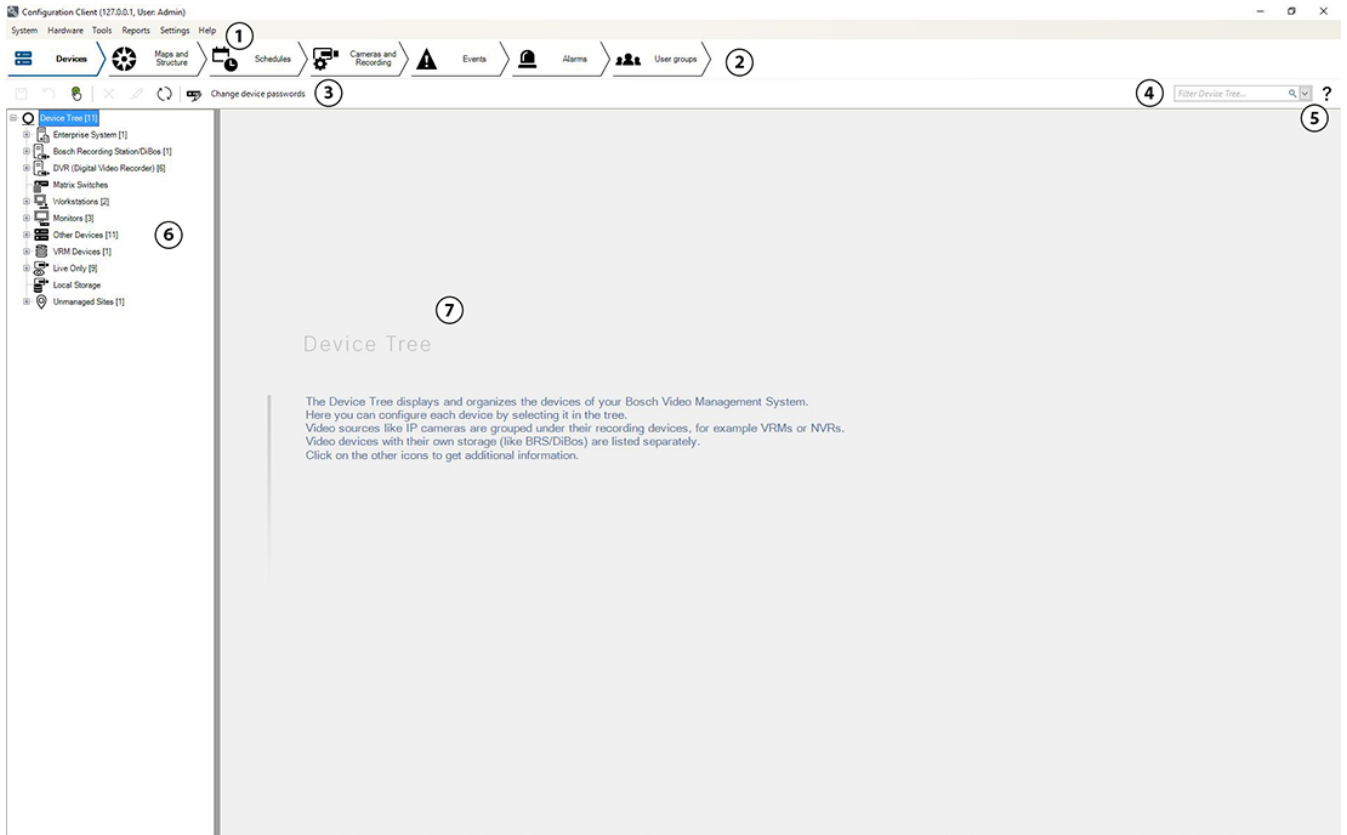 Configuration Client (127.0.0.1, User: Admin)
System Hardware Tools Reports Settings Help
1
Devices
Maps and
Structure
Schedules
Cameras and
Recording
Events
Alarms
User groups
2
Change device passwords
3
4
Filter Device Tree...
?
5
Device Tree [11]
Enterprise System [1]
Bosch Recording Station/DiBos [1]
DVR (Digital Video Recorder) [6]
Matrix Switches
Workstations [2]
Monitors [3]
Other Devices [11]
6
VRM Devices [1]
Live Only [9]
Local Storage
Unmanaged Sites [1]
7
Device Tree
The Device Tree displays and organizes the devices of your Bosch Video Management System.
Here you can configure each device by selecting it in the tree.
Video sources like IP cameras are grouped under their recording devices, for example VRMs or NVRs.
Video devices with their own storage (like BRS/DiBos) are listed separately.
Click on the other icons to get additional information.